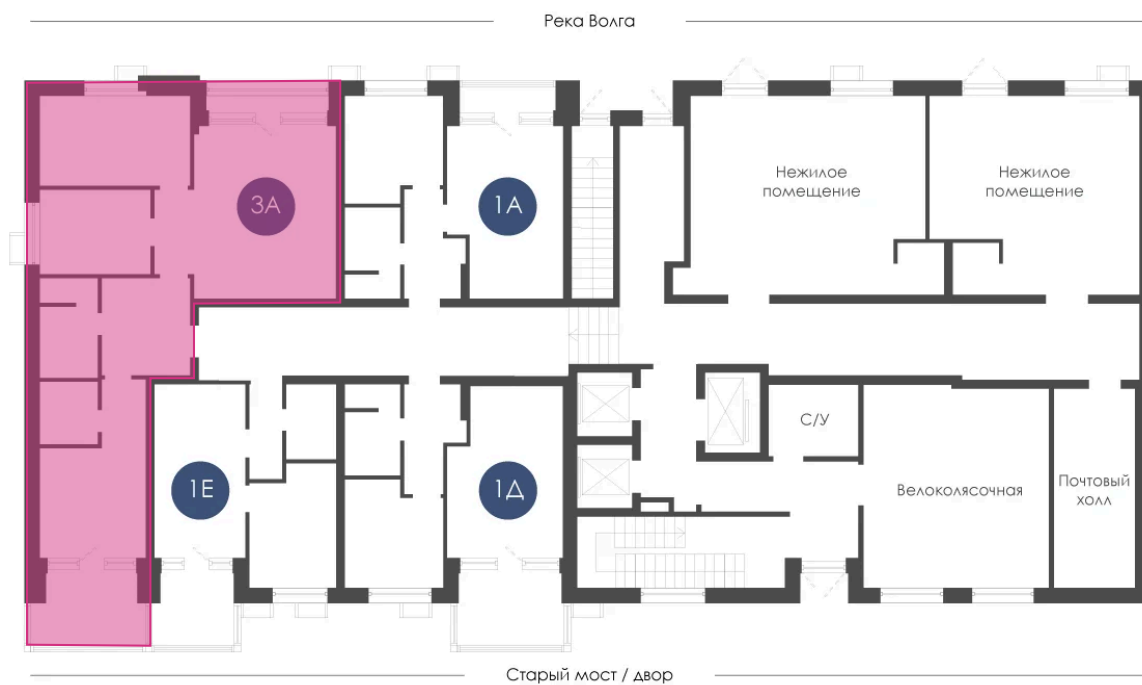 Река Волга
Нежилое
помещение
Нежилое
помещение
3А
1А
С/У
1Е
1Д
Велоколясочная
Почтовый
холл
Старый мост / двор